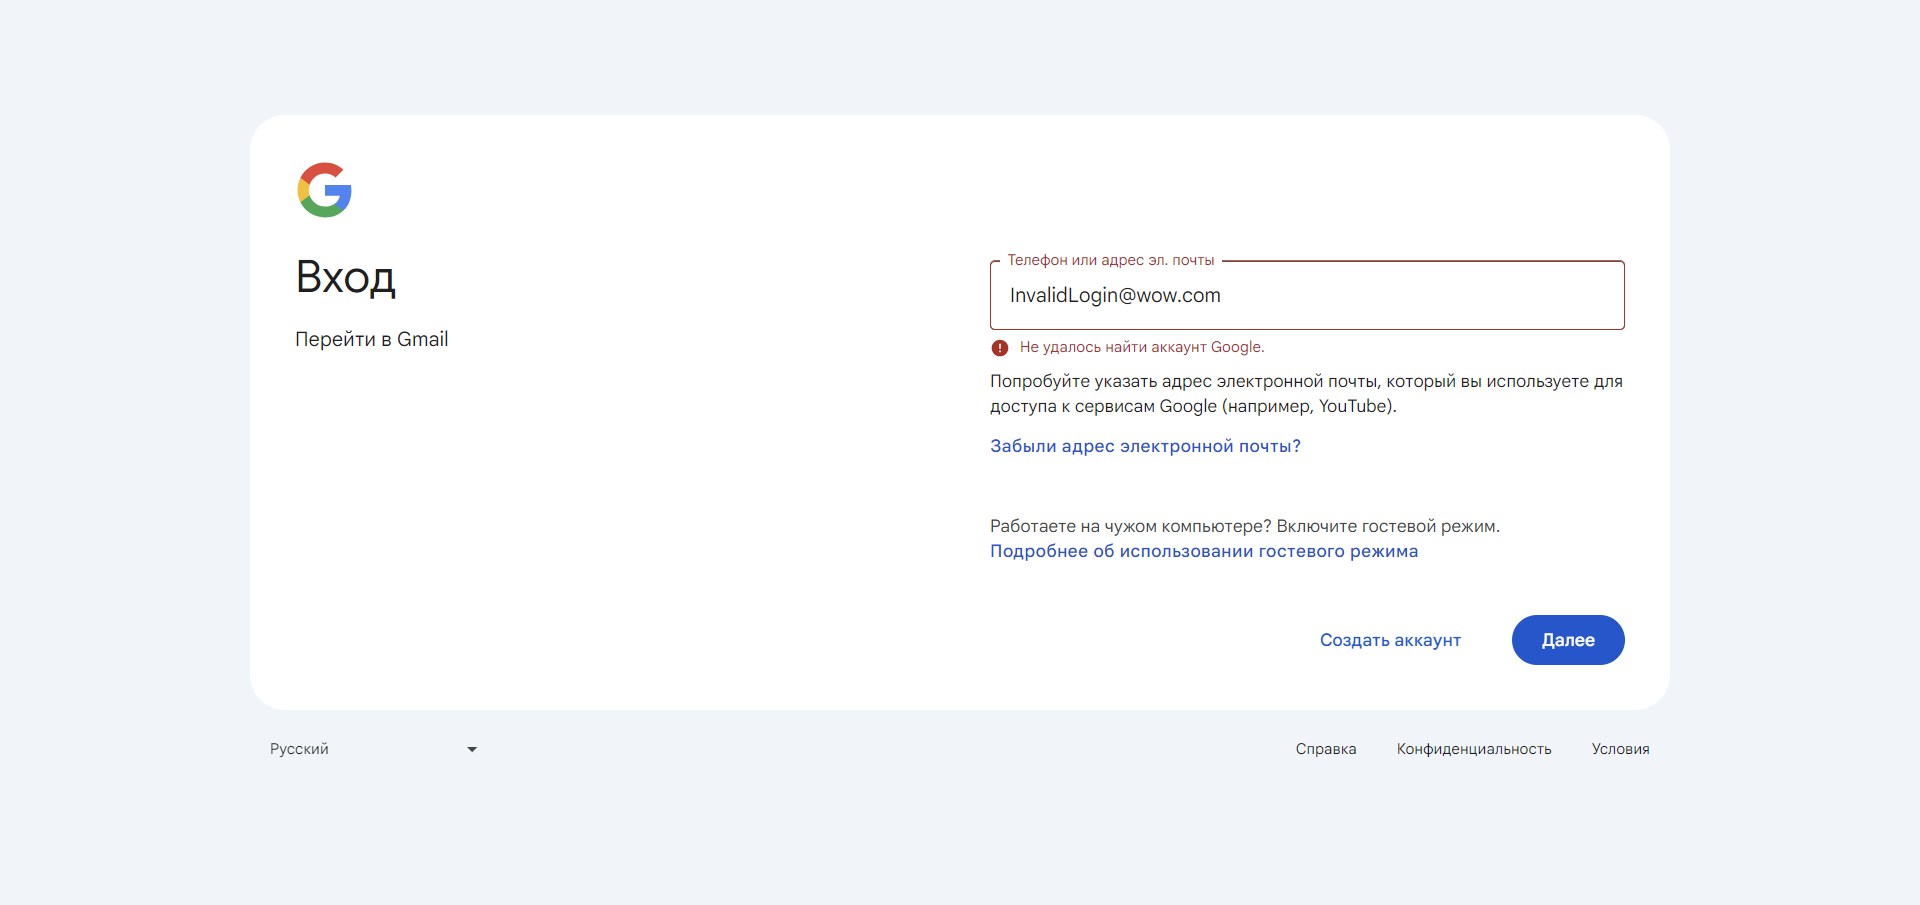 Вход
Перейти в Gmail
Телефон или адрес эл. почты
InvalidLogin@wow.com
Не удалось найти аккаунт Google.
Попробуйте указать адрес электронной почты, который вы используете для
доступа к сервисам Google (например, YouTube).
Забыли адрес электронной почты?
Работаете на чужом компьютере? Включите гостевой режим.
Подробнее об использовании гостевого режима
Создать аккаунт
Далее
Русский
Справка
Конфиденциальность
Условия